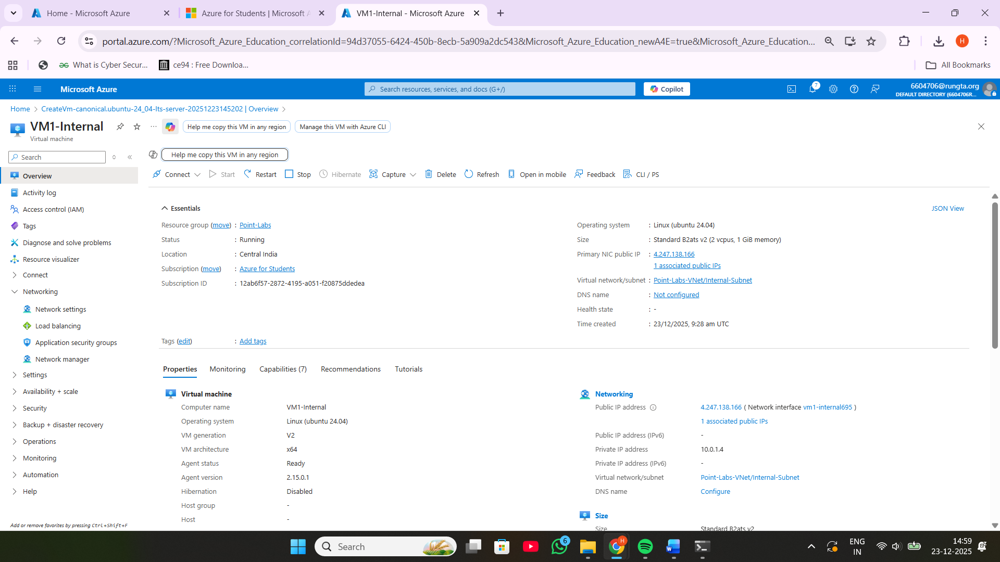 Home - Microsoft Azure
Azure for Students | Microsoft A
VM1-Internal - Microsoft Azure
portal.azure.com/?Microsoft_Azure_Education_correlationId=94d37055-6424-450b-8ecb-5a909a2dc543&Microsoft_Azure_Education_newA4E=true&Microsoft_Azure_Education...
H
What is Cyber Secur...
ce94 : Free Downloa...
All Bookmarks
Microsoft Azure
Search resources, services, and docs (G+/)
Copilot
7
6604706@rungta.org
DEFAULT DIRECTORY (6604706R...
Home > CreateVm-canonical.ubuntu-24_04-lts-server-20251223145202 | Overview >
VM1-Internal
Virtual machine
Help me copy this VM in any region
Manage this VM with Azure CLI
Search
Help me copy this VM in any region
Connect
Start
Restart
Stop
Hibernate
Capture
Delete
Refresh
Open in mobile
Feedback
CLI / PS
Overview
Activity log
Access control (IAM)
Tags
Diagnose and solve problems
Resource visualizer
Connect
Networking
Network settings
Load balancing
Application security groups
Network manager
Settings
Availability + scale
Security
Backup + disaster recovery
Operations
Monitoring
Automation
Help
Add or remove favorites by pressing Ctrl+Shift+F
Essentials
JSON View
Resource group (move) : Point-Labs
Status : Running
Location : Central India
Subscription (move) : Azure for Students
Subscription ID : 12ab6f57-2872-4195-a051-f20875ddedea
Operating system : Linux (ubuntu 24.04)
Size : Standard B2ats v2 (2 vcpus, 1 GiB memory)
Primary NIC public IP : 4.247.138.166
1 associated public IPs
Virtual network/subnet : Point-Labs-VNet/Internal-Subnet
DNS name : Not configured
Health state : -
Time created : 23/12/2025, 9:28 am UTC
Tags (edit) : Add tags
Properties
Monitoring
Capabilities (7)
Recommendations
Tutorials
Virtual machine
Computer name VM1-Internal
Operating system Linux (ubuntu 24.04)
VM generation V2
VM architecture x64
Agent status Ready
Agent version 2.15.0.1
Hibernation Disabled
Host group -
Host -
Networking
Public IP address 4.247.138.166 ( Network interface vm1-internal695 )
1 associated public IPs
Public IP address (IPv6) -
Private IP address 10.0.1.4
Private IP address (IPv6) -
Virtual network/subnet Point-Labs-VNet/Internal-Subnet
DNS name Configure
Size
Size Standard B2ats v2
Search
6
H
ENG
IN
14:59
23-12-2025